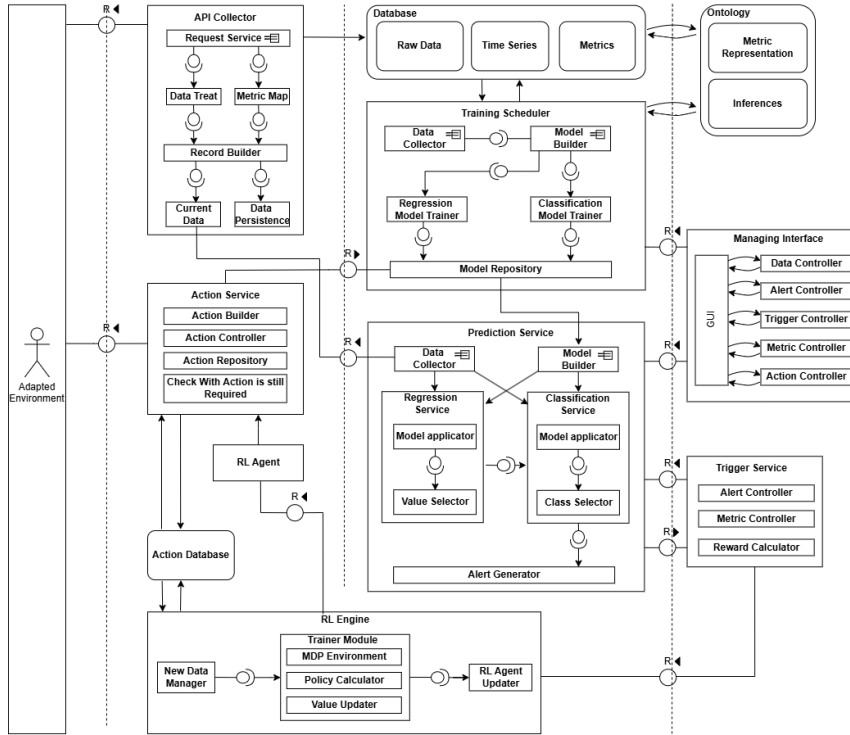 API Collector
Request Service
Data Treat
Metric Map
Record Builder
Current
Data
Data
Persistence
Database
Raw Data
Time Series
Metrics
Ontology
Metric
Representation
Inferences
Training Scheduler
Data
Collector
Model
Builder
Regression
Model Trainer
Classification
Model Trainer
Model Repository
R
R
R
R
R
R
R
R
R
R
Managing Interface
GUI
Data Controller
Alert Controller
Trigger Controller
Metric Controller
Action Controller
Adapted
Environment
Action Service
Action Builder
Action Controller
Action Repository
Check With Action is still
Required
Prediction Service
Data
Collector
Model
Builder
Regression
Service
Model applicator
Value Selector
Classification
Service
Model applicator
Class Selector
Alert Generator
RL Agent
Action Database
Trigger Service
Alert Controller
Metric Controller
Reward Calculator
RL Engine
New Data
Manager
Trainer Module
MDP Environment
Policy Calculator
Value Updater
RL Agent
Updater